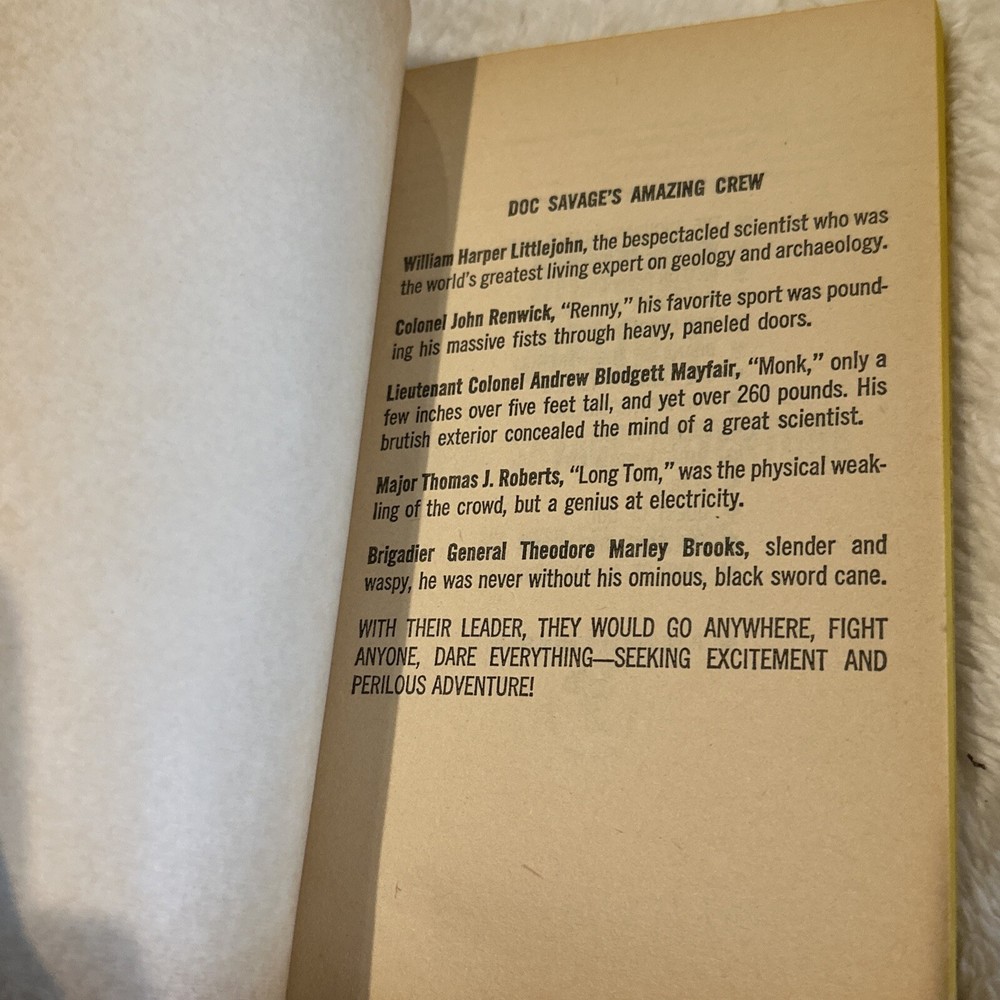 DOC SAVAGE'S AMAZING CREW
William Harper Littlejohn, the bespectacled scientist who was
the world's greatest living expert on geology and archaeology.
Colonel John Renwick, "Renny," his favorite sport was pound-
ing his massive fists through heavy, paneled doors.
Lieutenant Colonel Andrew Blodgett Mayfair, "Monk," only a
few inches over five feet tall, and yet over 260 pounds. His
brutish exterior concealed the mind of a great scientist.
Major Thomas J. Roberts, "Long Tom," was the physical weak-
ling of the crowd, but a genius at electricity.
Brigadier General Theodore Marley Brooks, slender and
waspy, he was never without his ominous, black sword cane.
WITH THEIR LEADER, THEY WOULD GO ANYWHERE, FIGHT
ANYONE, DARE EVERYTHING—SEEKING EXCITEMENT AND
PERILOUS ADVENTURE!